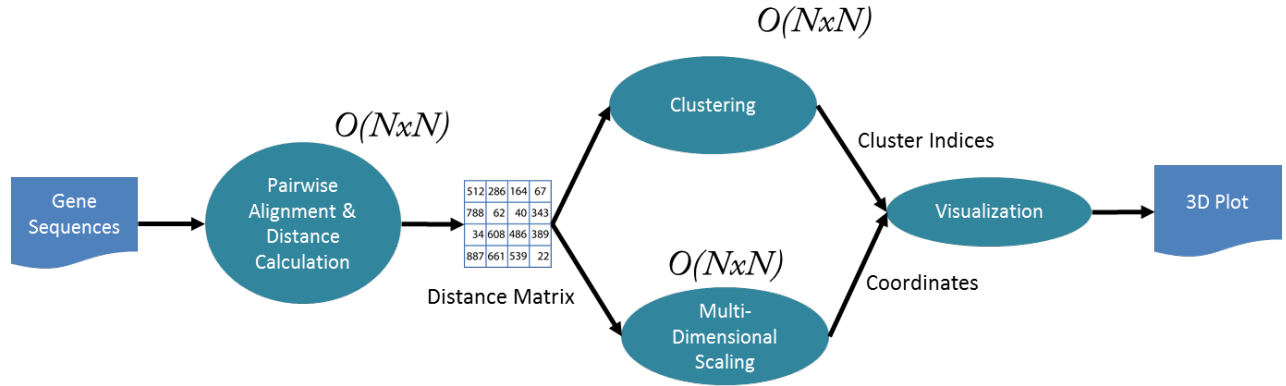 O(NxN)
Clustering
O(NxN)
Cluster Indices
Gene
Sequences
Pairwise
Alignment &
Distance
Calculation
512 286 164 67
788 62 40 343
34 608 486 389
887 661 539 22
Distance Matrix
Visualization
3D Plot
O(NxN)
Coordinates
Multi-
Dimensional
Scaling